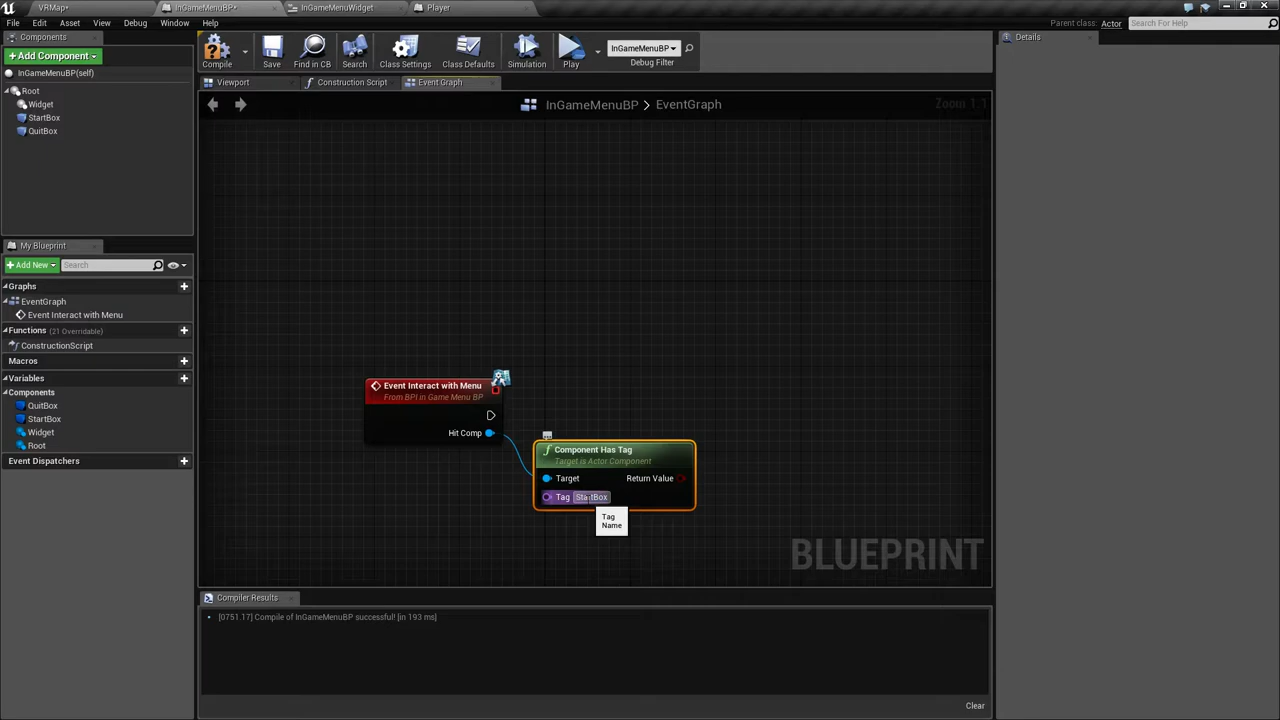 VRMap•
InGameMenuBP•
InGameMenuWidget
Player
File Edit Asset View Debug Window Help
Parent class: Actor
Search For Help
Components
+Add Component
InGameMenuBP(self)
Root
Widget
StartBox
QuitBox
Compile
Save
Find in CB
Search
Class Settings
Class Defaults
Simulation
Play
InGameMenuBP
Debug Filter
Details
Viewport
Construction Script
Event Graph
InGameMenuBP > EventGraph
Zoom 1:1
My Blueprint
+Add New
Search
Graphs
EventGraph
Event Interact with Menu
Functions (21 Overridable)
ConstructionScript
Macros
Variables
Components
QuitBox
StartBox
Widget
Root
Event Dispatchers
Event Interact with Menu
From BPI in Game Menu BP
Hit Comp
Component Has Tag
Target is Actor Component
Target
Return Value
Tag StartBox
Tag
Name
BLUEPRINT
Compiler Results
• [0751.17] Compile of InGameMenuBP successful! [in 193 ms]
Clear